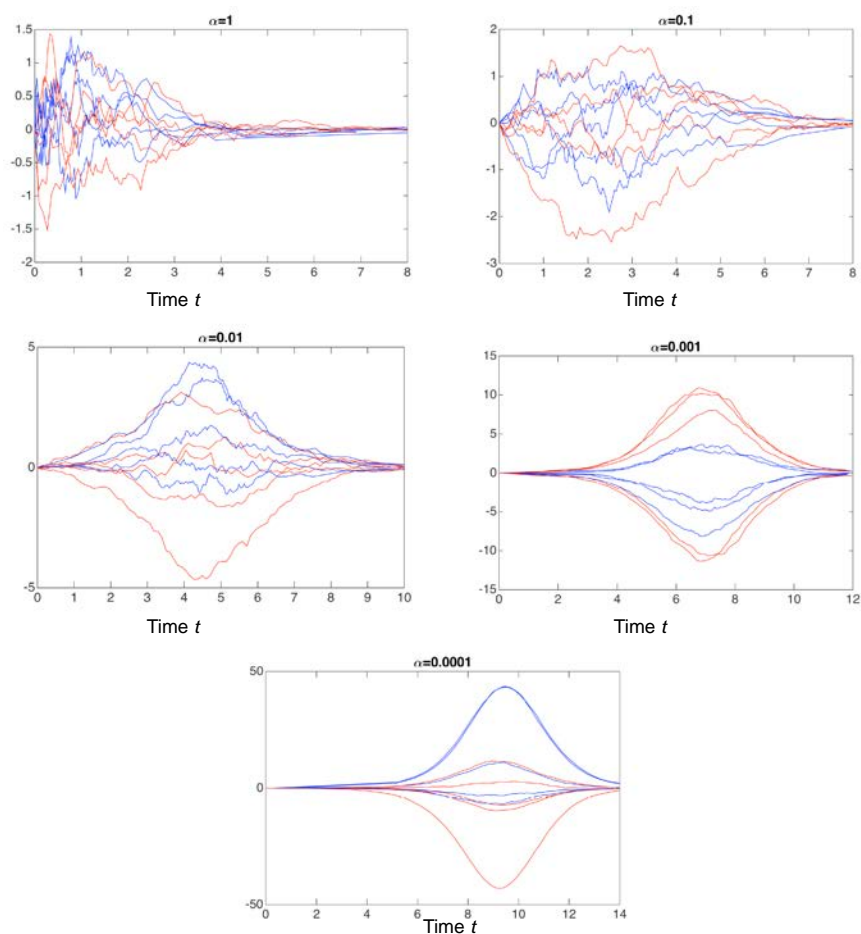 α=1
1.5
1
0.5
0
-0.5
-1
-1.5
-2
0 1 2 3 4 5 6 7 8
Time t
α=0.1
2
1
0
-1
-2
-3
0 1 2 3 4 5 6 7 8
Time t
α=0.01
5
0
-5
0 1 2 3 4 5 6 7 8 9 10
Time t
α=0.001
15
10
5
0
-5
-10
-15
0 2 4 6 8 10 12
Time t
α=0.0001
50
0
-50
0 2 4 6 8 10 12 14
Time t